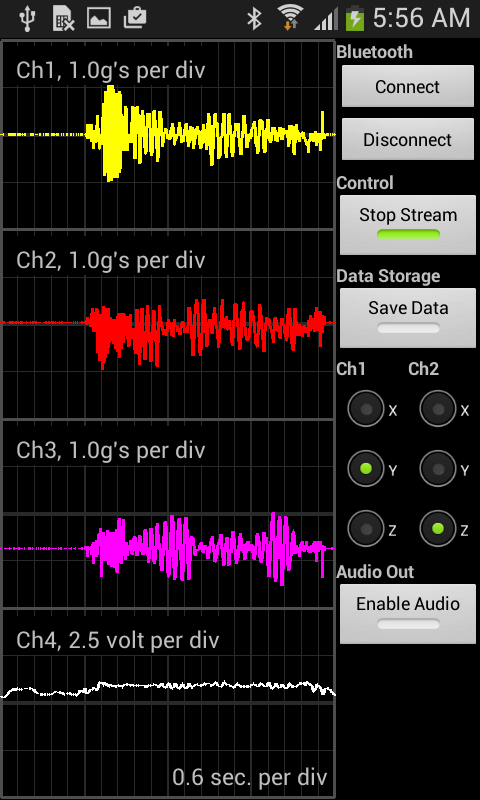 5:56 AM
Ch1, 1.0g's per div
Ch2, 1.0g's per div
Ch3, 1.0g's per div
Ch4, 2.5 volt per div
0.6 sec. per div
Bluetooth
Connect
Disconnect
Control
Stop Stream
Data Storage
Save Data
Ch1 Ch2
X X
Y Y
Z Z
Audio Out
Enable Audio